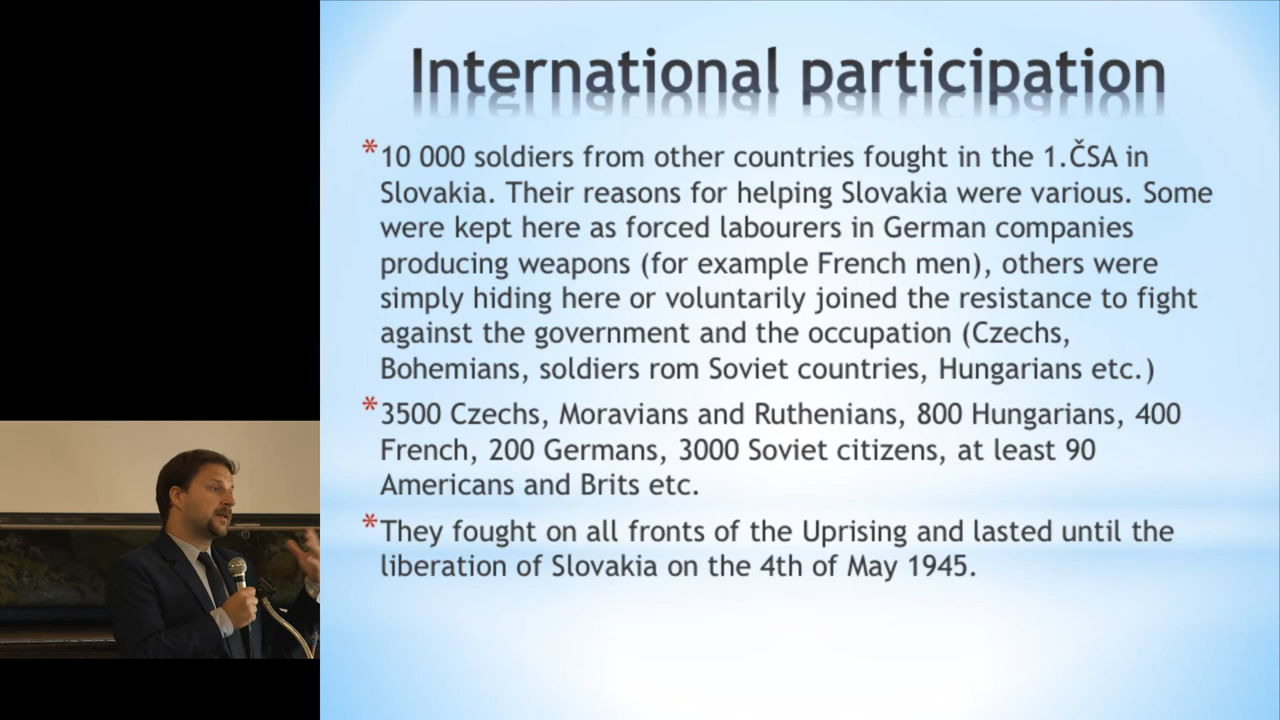 International participation
*10 000 soldiers from other countries fought in the 1.ČSA in
Slovakia. Their reasons for helping Slovakia were various. Some
were kept here as forced labourers in German companies
producing weapons (for example French men), others were
simply hiding here or voluntarily joined the resistance to fight
against the government and the occupation (Czechs,
Bohemians, soldiers rom Soviet countries, Hungarians etc.)
*3500 Czechs, Moravians and Ruthenians, 800 Hungarians, 400
French, 200 Germans, 3000 Soviet citizens, at least 90
Americans and Brits etc.
*They fought on all fronts of the Uprising and lasted until the
liberation of Slovakia on the 4th of May 1945.